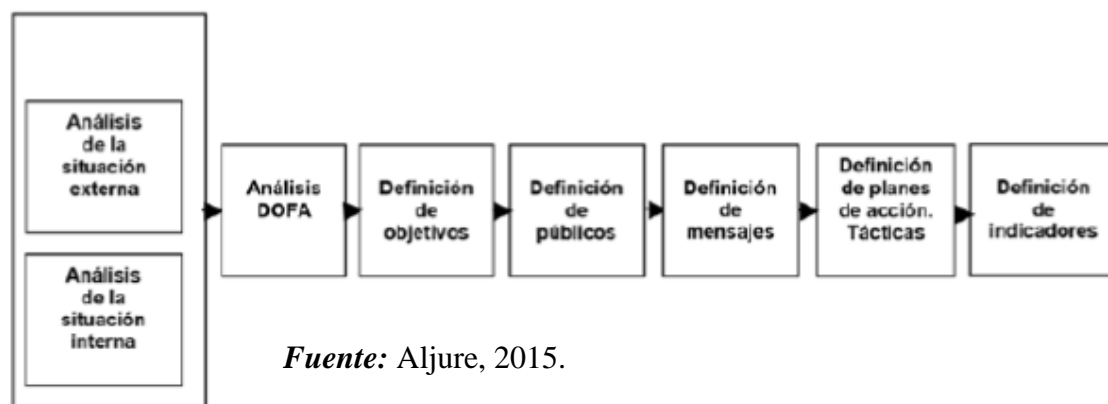 Análisis
de la
situación
externa
Análisis
de la
situación
interna
Análisis
DOFA
Definición
de
objetivos
Definición
de
públicos
Definición
de
mensajes
Definición
de planes
de acción.
Tácticas
Definición
de
indicadores
Fuente: Aljure, 2015.